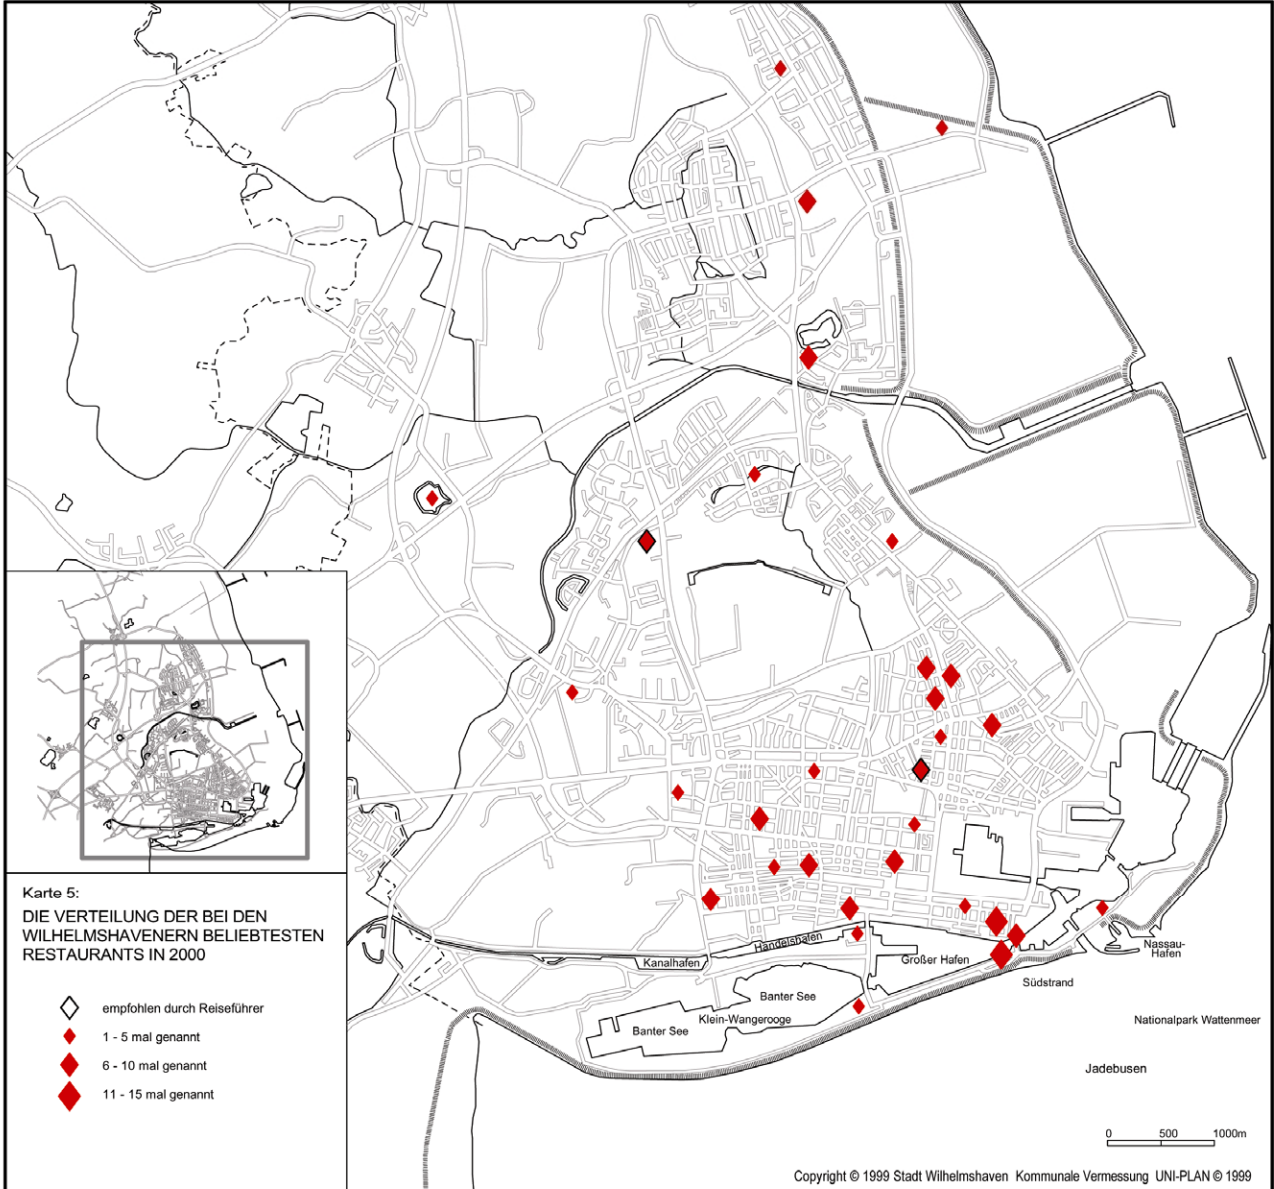 Karte 5:
DIE VERTEILUNG DER BEI DEN
WILHELMSHAVENERN BELIEBTESTEN
RESTAURANTS IN 2000
empfohlen durch Reiseführer
1 - 5 mal genannt
6 - 10 mal genannt
11 - 15 mal genannt
Handelshafen
Kanalhafen
Großer Hafen
Nassau-
Hafen
Südstrand
Banter See
Klein-Wangerooge
Banter See
Nationalpark Wattenmeer
Jadebusen
0 500 1000m
Copyright © 1999 Stadt Wilhelmshaven Kommunale Vermessung UNI-PLAN © 1999